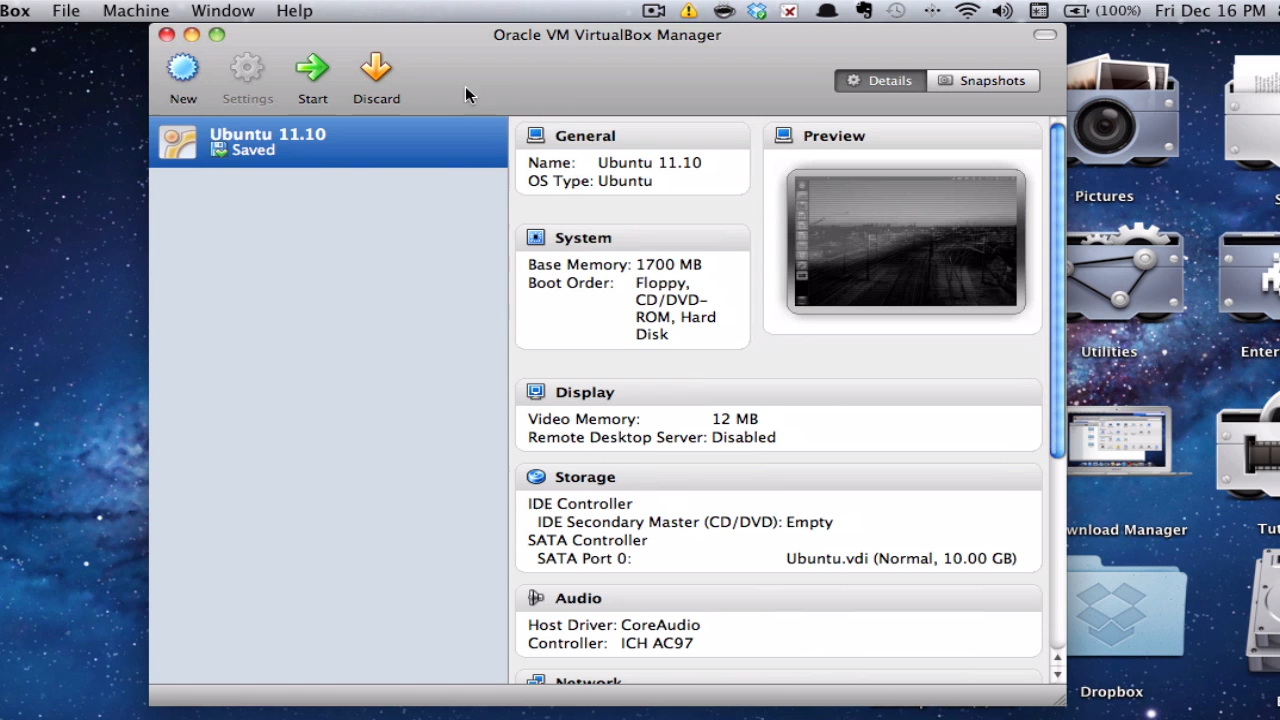 Box File Machine Window Help (100%) Fri Dec 16 PM
Oracle VM VirtualBox Manager
New Settings Start Discard Details Snapshots
Ubuntu 11.10
Saved
General
Name: Ubuntu 11.10
OS Type: Ubuntu
Preview
System
Base Memory: 1700 MB
Boot Order: Floppy,
CD/DVD-
ROM, Hard
Disk
Display
Video Memory: 12 MB
Remote Desktop Server: Disabled
Storage
IDE Controller
IDE Secondary Master (CD/DVD): Empty
SATA Controller
SATA Port 0: Ubuntu.vdi (Normal, 10.00 GB)
Audio
Host Driver: CoreAudio
Controller: ICH AC97
Network
Pictures
S
Utilities
Enter
wnload Manager
Tut
Dropbox